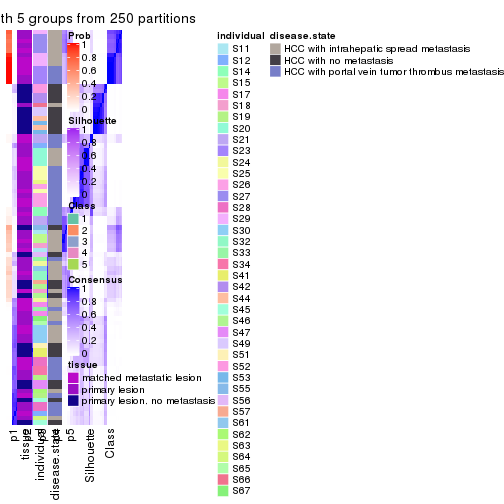 th 5 groups from 250 partitions
Prob
1
0.8
0.6
0.4
0.2
0
Silhouette
1
0.8
0.6
0.4
0.2
0
Class
1
2
3
4
5
Consensus
1
0.8
0.6
0.4
0.2
0
tissue
matched metastatic lesion
primary lesion
primary lesion. no metastasis
individual
S11
S12
S14
S15
S17
S18
S19
S20
S21
S23
S24
S25
S26
S27
S28
S29
S30
S32
S33
S34
S41
S42
S44
S45
S46
S47
S49
S51
S52
S53
S55
S56
S57
S61
S62
S63
S64
S65
S66
S67
disease.state
HCC with intrahepatic spread metastasis
HCC with no metastasis
HCC with portal vein tumor thrombus metastasis
p1
tissue
individual
disease.state
p5
Silhouette
Class